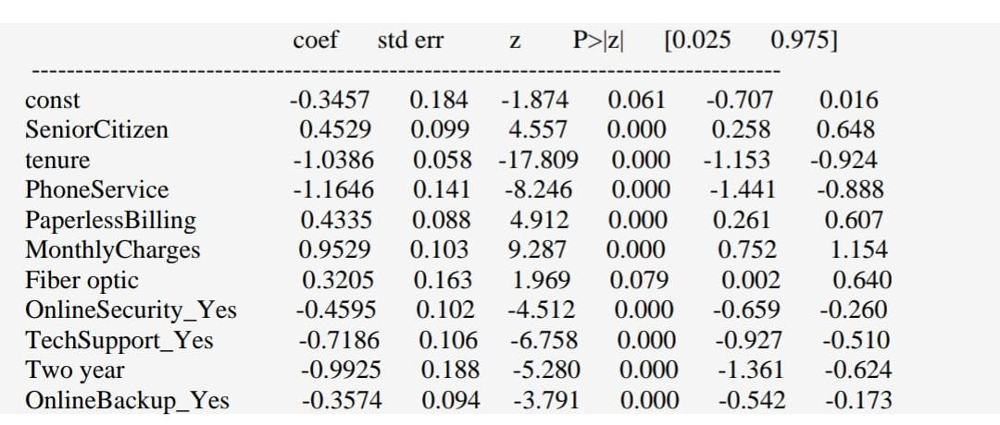 coef std err z P>|z| [0.025 0.975]
------------------------------------------------------------------------------------------
const -0.3457 0.184 -1.874 0.061 -0.707 0.016
SeniorCitizen 0.4529 0.099 4.557 0.000 0.258 0.648
tenure -1.0386 0.058 -17.809 0.000 -1.153 -0.924
PhoneService -1.1646 0.141 -8.246 0.000 -1.441 -0.888
PaperlessBilling 0.4335 0.088 4.912 0.000 0.261 0.607
MonthlyCharges 0.9529 0.103 9.287 0.000 0.752 1.154
Fiber optic 0.3205 0.163 1.969 0.079 0.002 0.640
OnlineSecurity_Yes -0.4595 0.102 -4.512 0.000 -0.659 -0.260
TechSupport_Yes -0.7186 0.106 -6.758 0.000 -0.927 -0.510
Two year -0.9925 0.188 -5.280 0.000 -1.361 -0.624
OnlineBackup_Yes -0.3574 0.094 -3.791 0.000 -0.542 -0.173